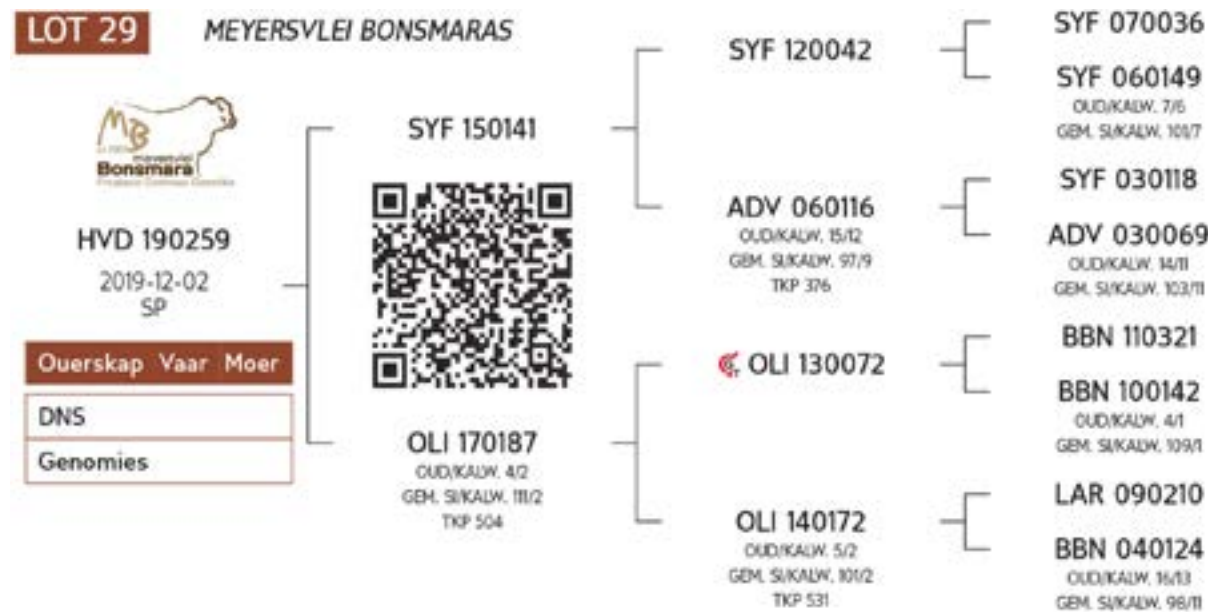 LOT 29
MEYERSVLEI BONSMARAS
MB
meyersvlei
Bonsmara
HVD 190259
2019-12-02
SP
Ouerskap Vaar Moer
DNS
Genomies
SYF 150141
OLI 170187
OUD/KALW. 4/2
GEM. SI/KALW. 111/2
TKP 504
SYF 120042
ADV 060116
OUD/KALW. 15/12
GEM. SI/KALW. 97/9
TKP 376
OLI 130072
OLI 140172
OUD/KALW. 5/2
GEM. SI/KALW. 101/2
TKP 531
SYF 070036
SYF 060149
OUD/KALW. 7/6
GEM. SI/KALW. 101/7
SYF 030118
ADV 030069
OUD/KALW. 14/11
GEM. SI/KALW. 103/11
BBN 110321
BBN 100142
OUD/KALW. 4/1
GEM. SI/KALW. 109/1
LAR 090210
BBN 040124
OUD/KALW. 16/13
GEM. SI/KALW. 98/11